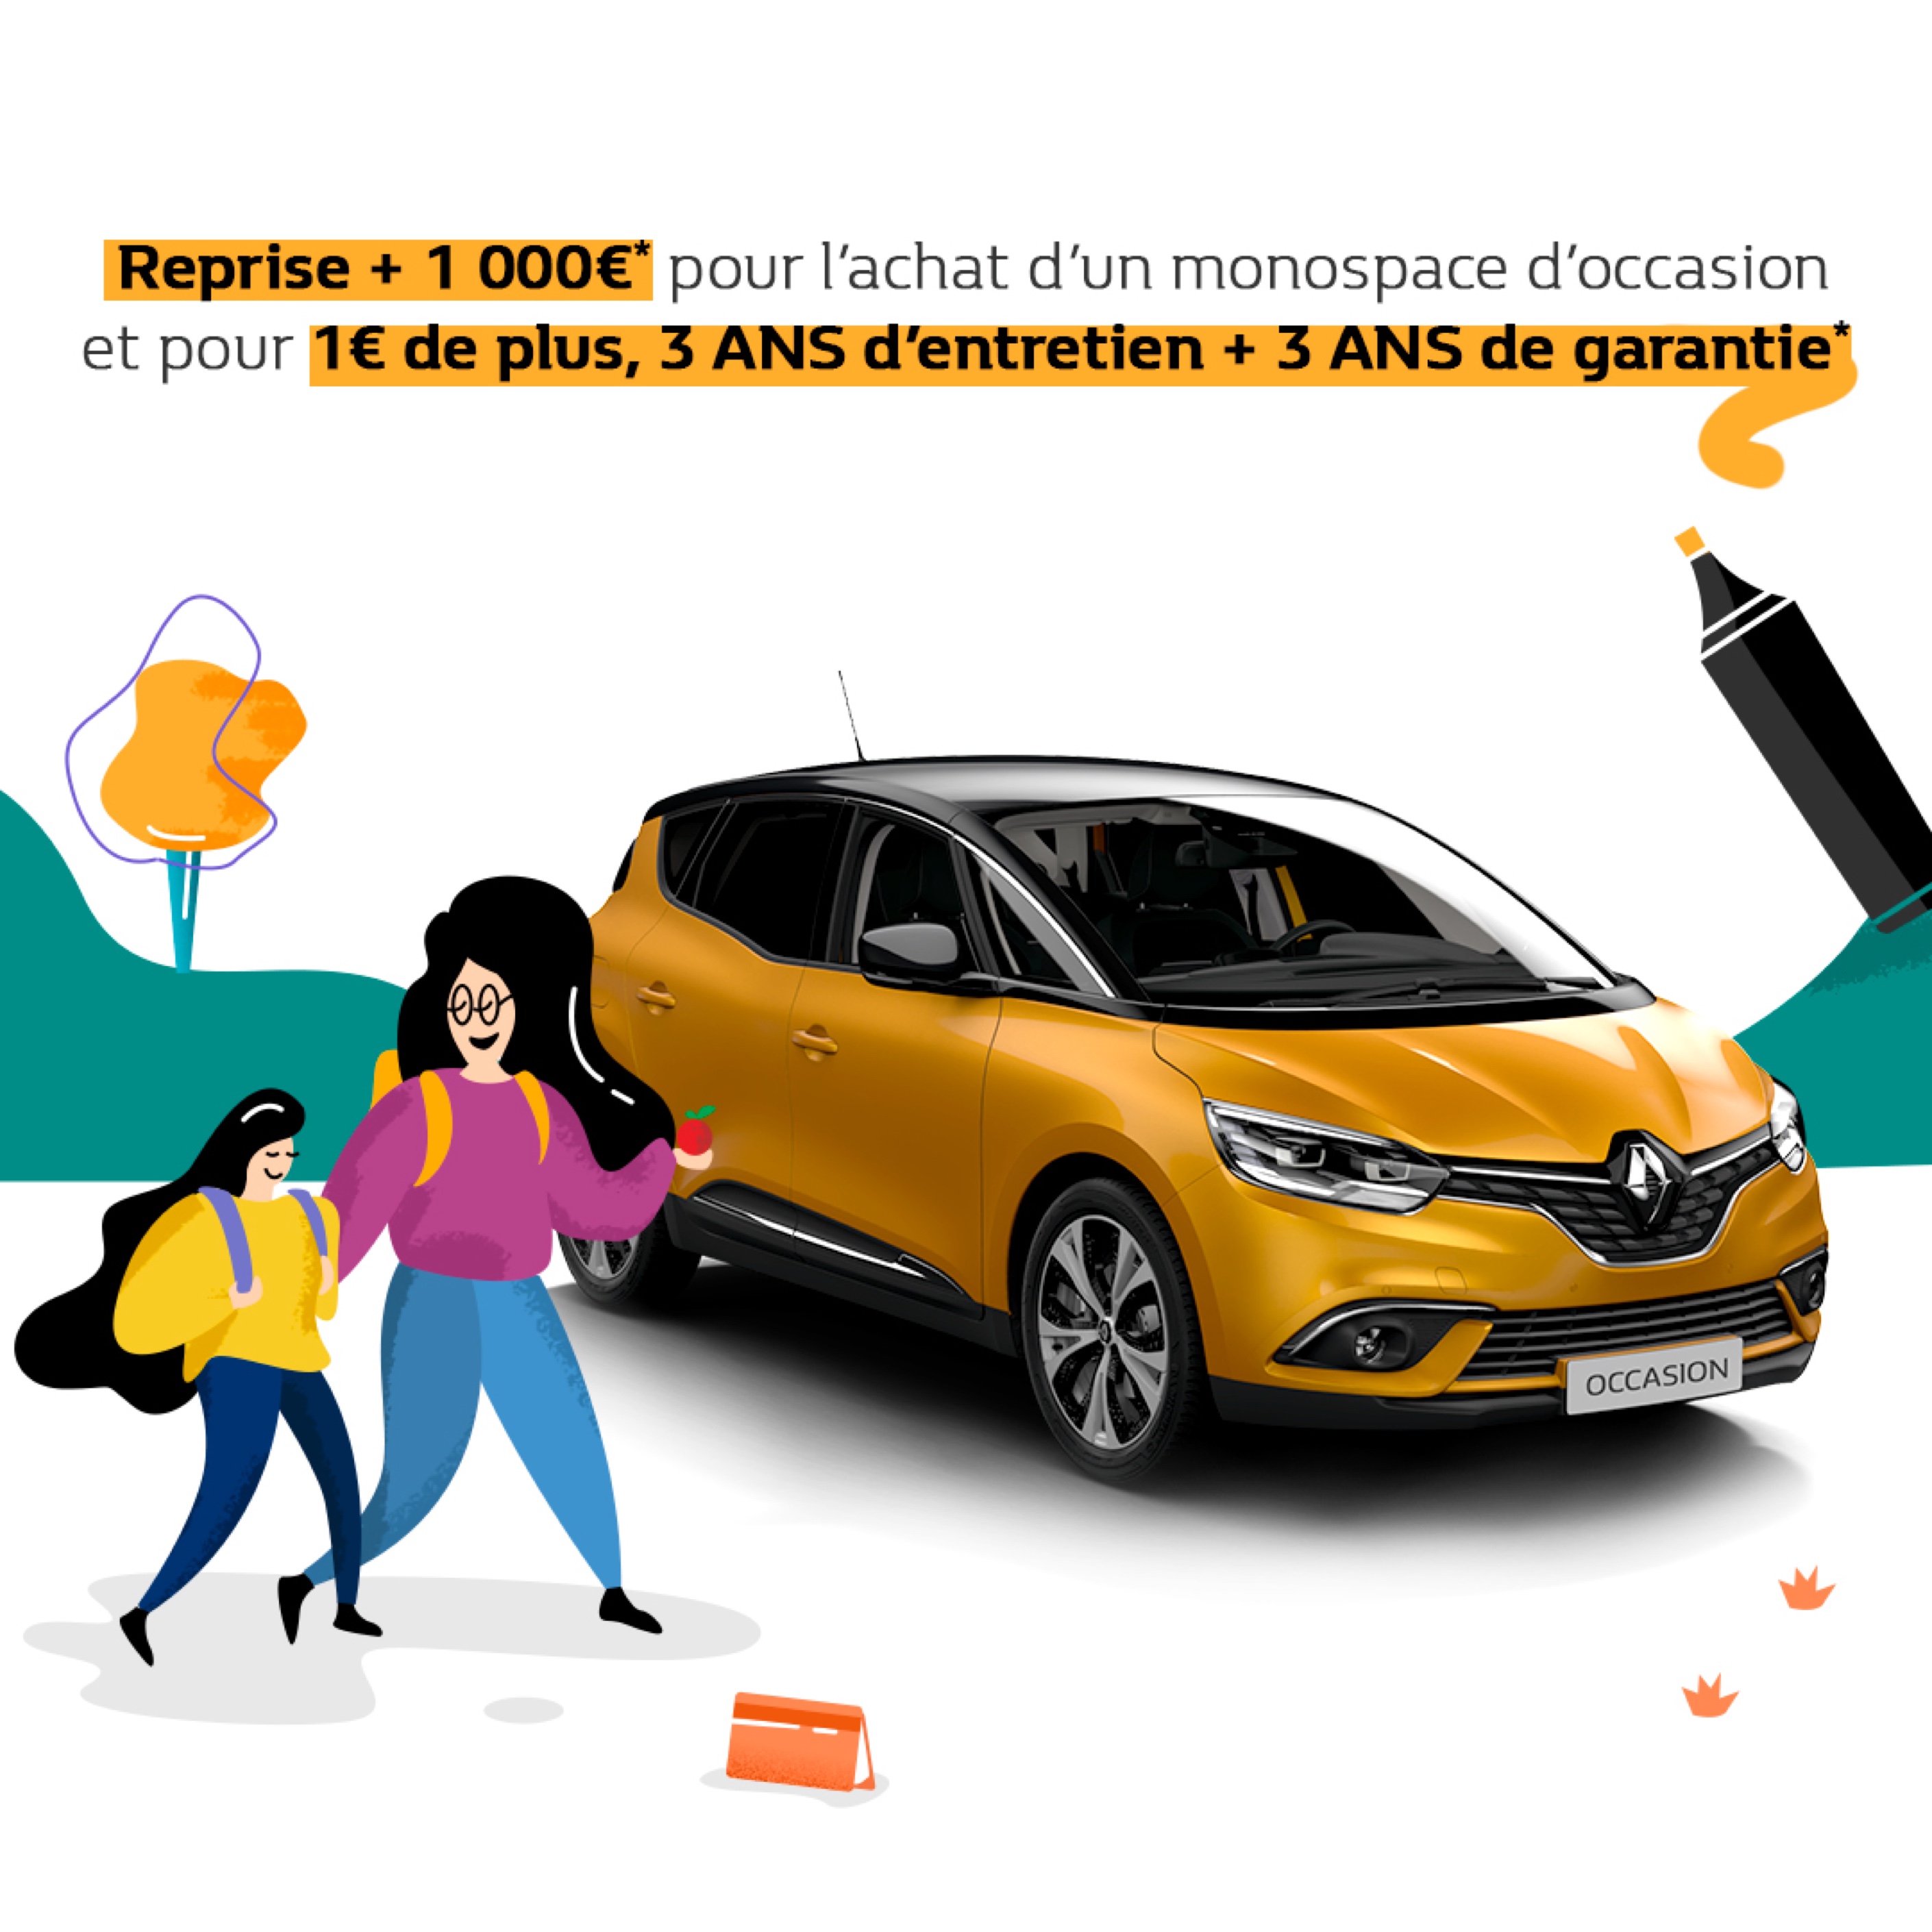 Reprise + 1 000€* pour l'achat d'un monospace d'occasion
et pour 1€ de plus, 3 ANS d'entretien + 3 ANS de garantie*
OCCASION